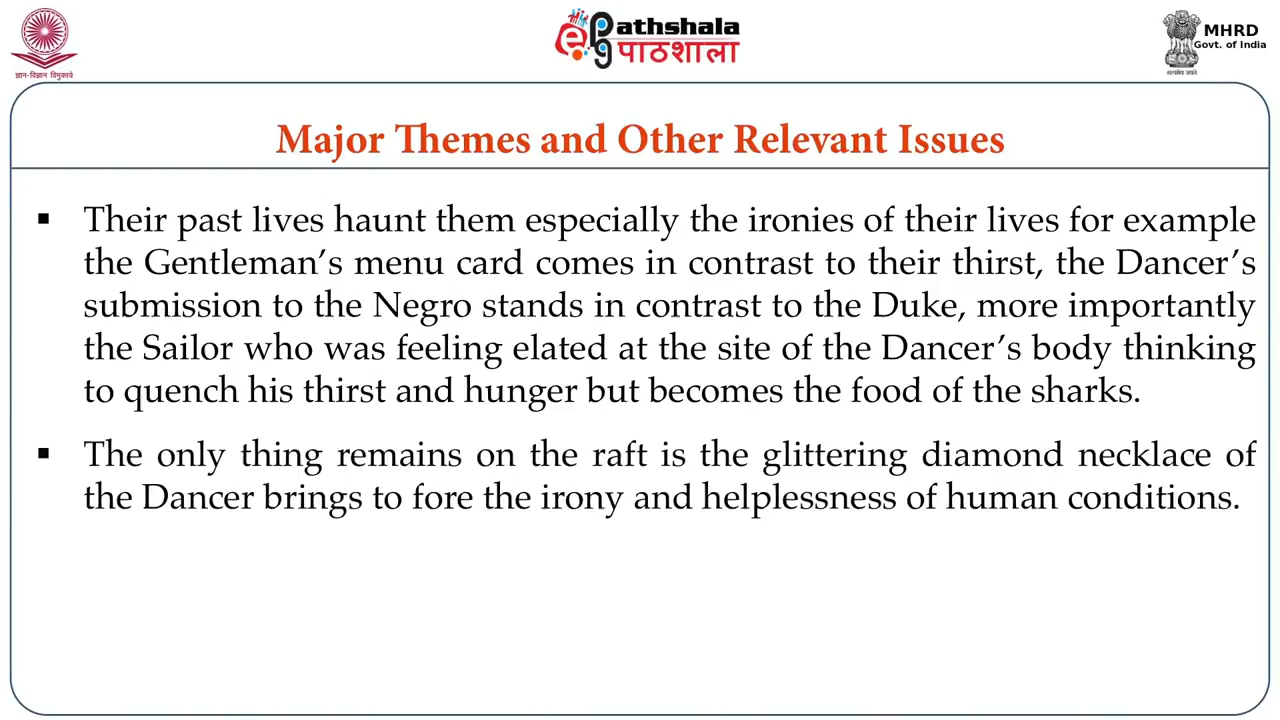 ज्ञान-विज्ञान विमुक्तये
ePathshala
पाठशाला
MHRD
Govt. of India
सत्यमेव जयते
Major Themes and Other Relevant Issues
▪ Their past lives haunt them especially the ironies of their lives for example
the Gentleman’s menu card comes in contrast to their thirst, the Dancer’s
submission to the Negro stands in contrast to the Duke, more importantly
the Sailor who was feeling elated at the site of the Dancer’s body thinking
to quench his thirst and hunger but becomes the food of the sharks.
▪ The only thing remains on the raft is the glittering diamond necklace of
the Dancer brings to fore the irony and helplessness of human conditions.